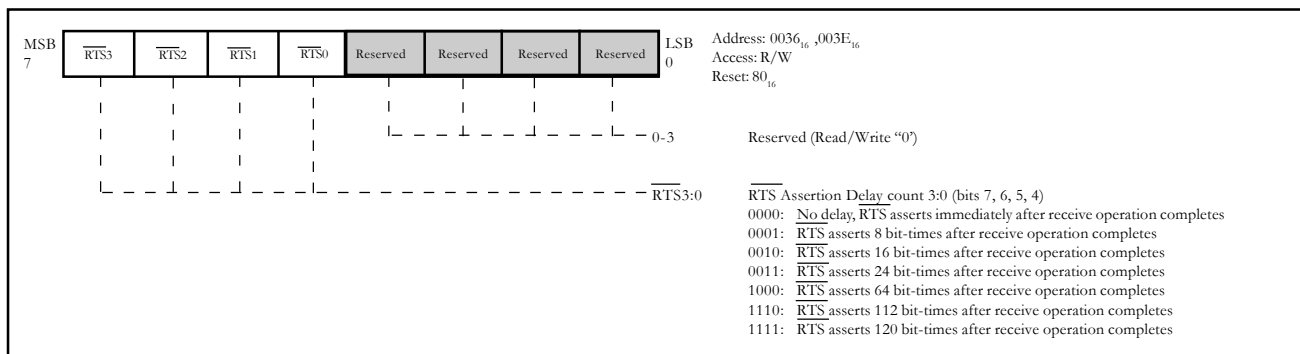 MSB
7
RTS3 RTS2 RTS1 RTS0 Reserved Reserved Reserved Reserved
LSB
0
Address: 0036₁₆ ,003E₁₆
Access: R/W
Reset: 80₁₆
0-3 Reserved (Read/Write “0’)
RTS3:0 RTS Assertion Delay count 3:0 (bits 7, 6, 5, 4)
0000: No delay, RTS asserts immediately after receive operation completes
0001: RTS asserts 8 bit-times after receive operation completes
0010: RTS asserts 16 bit-times after receive operation completes
0011: RTS asserts 24 bit-times after receive operation completes
1000: RTS asserts 64 bit-times after receive operation completes
1110: RTS asserts 112 bit-times after receive operation completes
1111: RTS asserts 120 bit-times after receive operation completes